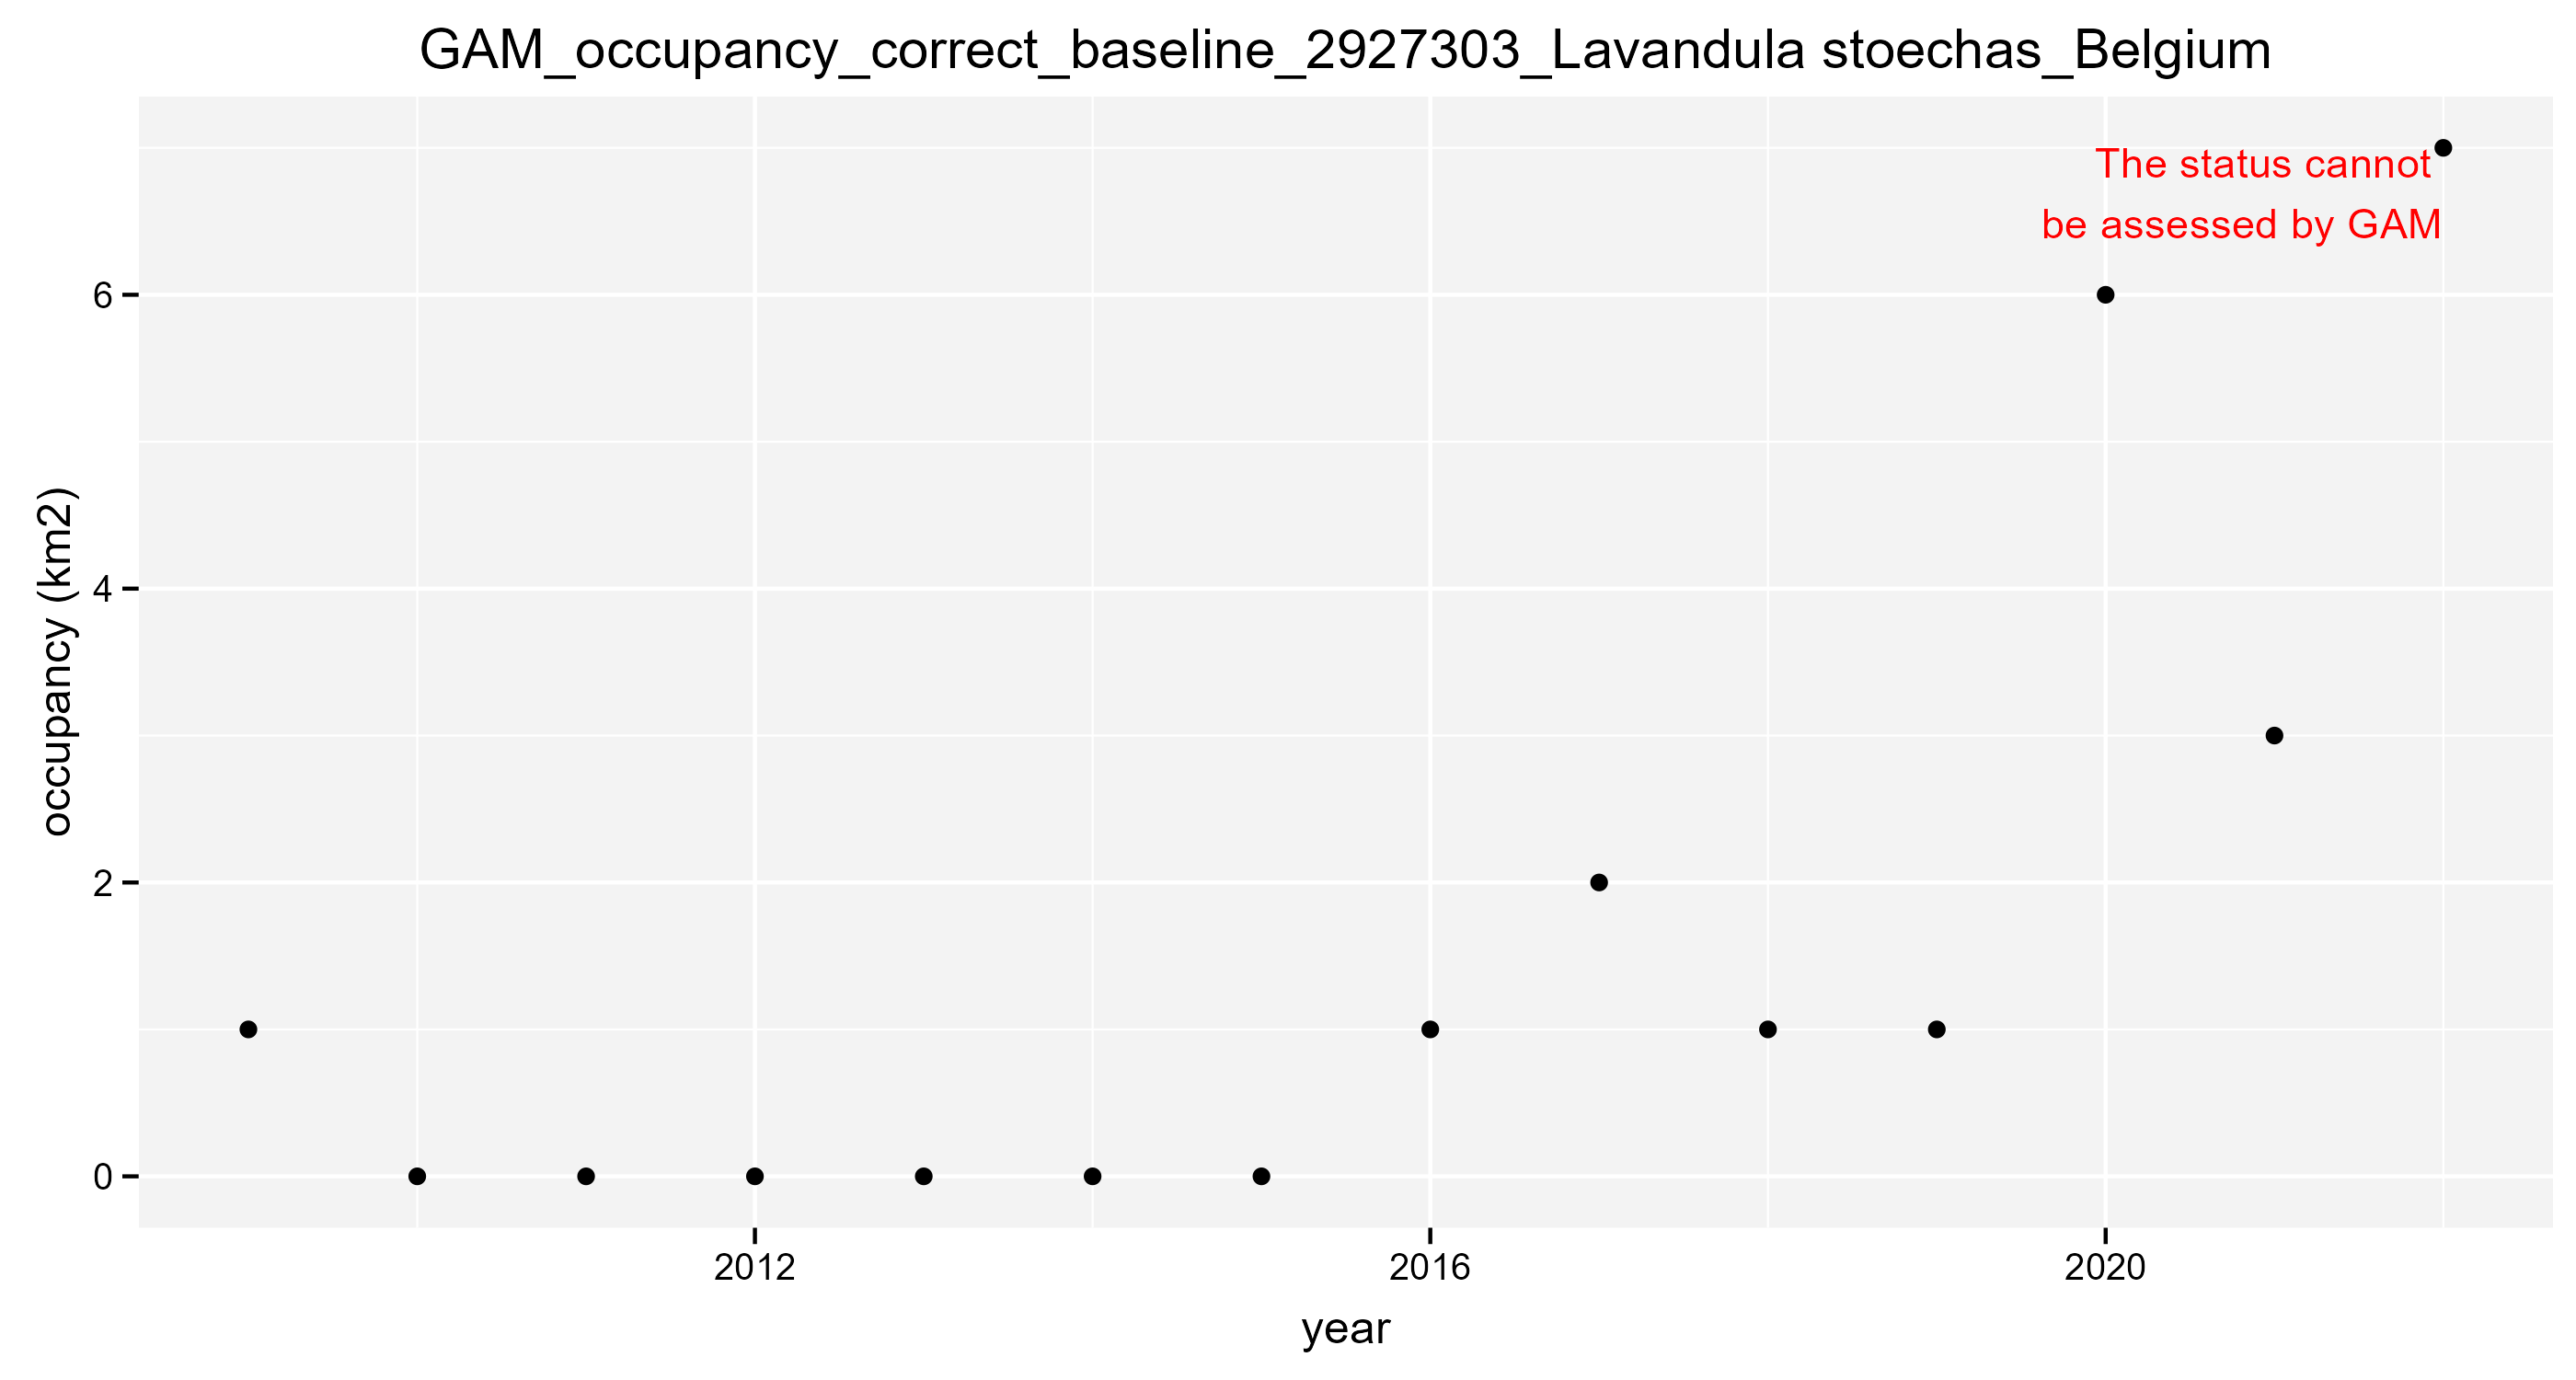 GAM_occupancy_correct_baseline_2927303_Lavandula stoechas_Belgium
The status cannot
be assessed by GAM
occupancy (km2)
6
4
2
0
2012
2016
2020
year